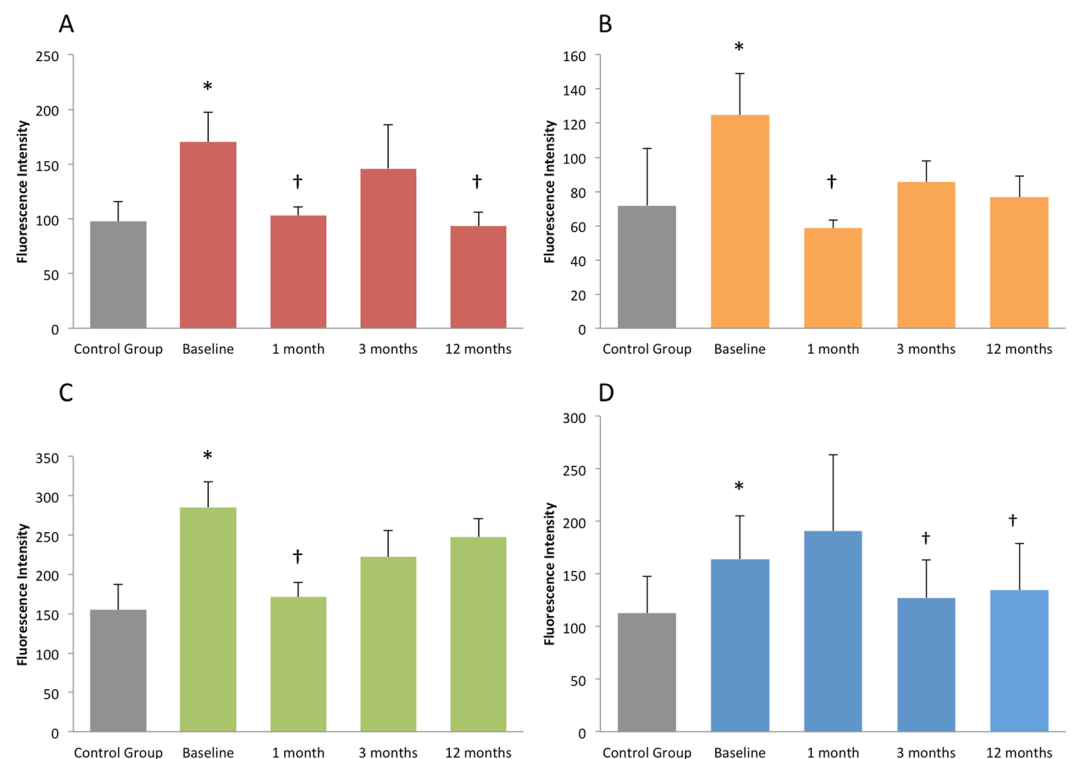 A
Fluorescence Intensity
250
200
150
100
50
0
*
†
†
Control Group
Baseline
1 month
3 months
12 months
B
Fluorescence Intensity
160
140
120
100
80
60
40
20
0
*
†
Control Group
Baseline
1 month
3 months
12 months
C
Fluorescence Intensity
350
300
250
200
150
100
50
0
*
†
Control Group
Baseline
1 month
3 months
12 months
D
Fluorescence Intensity
300
250
200
150
100
50
0
*
†
†
Control Group
Baseline
1 month
3 months
12 months